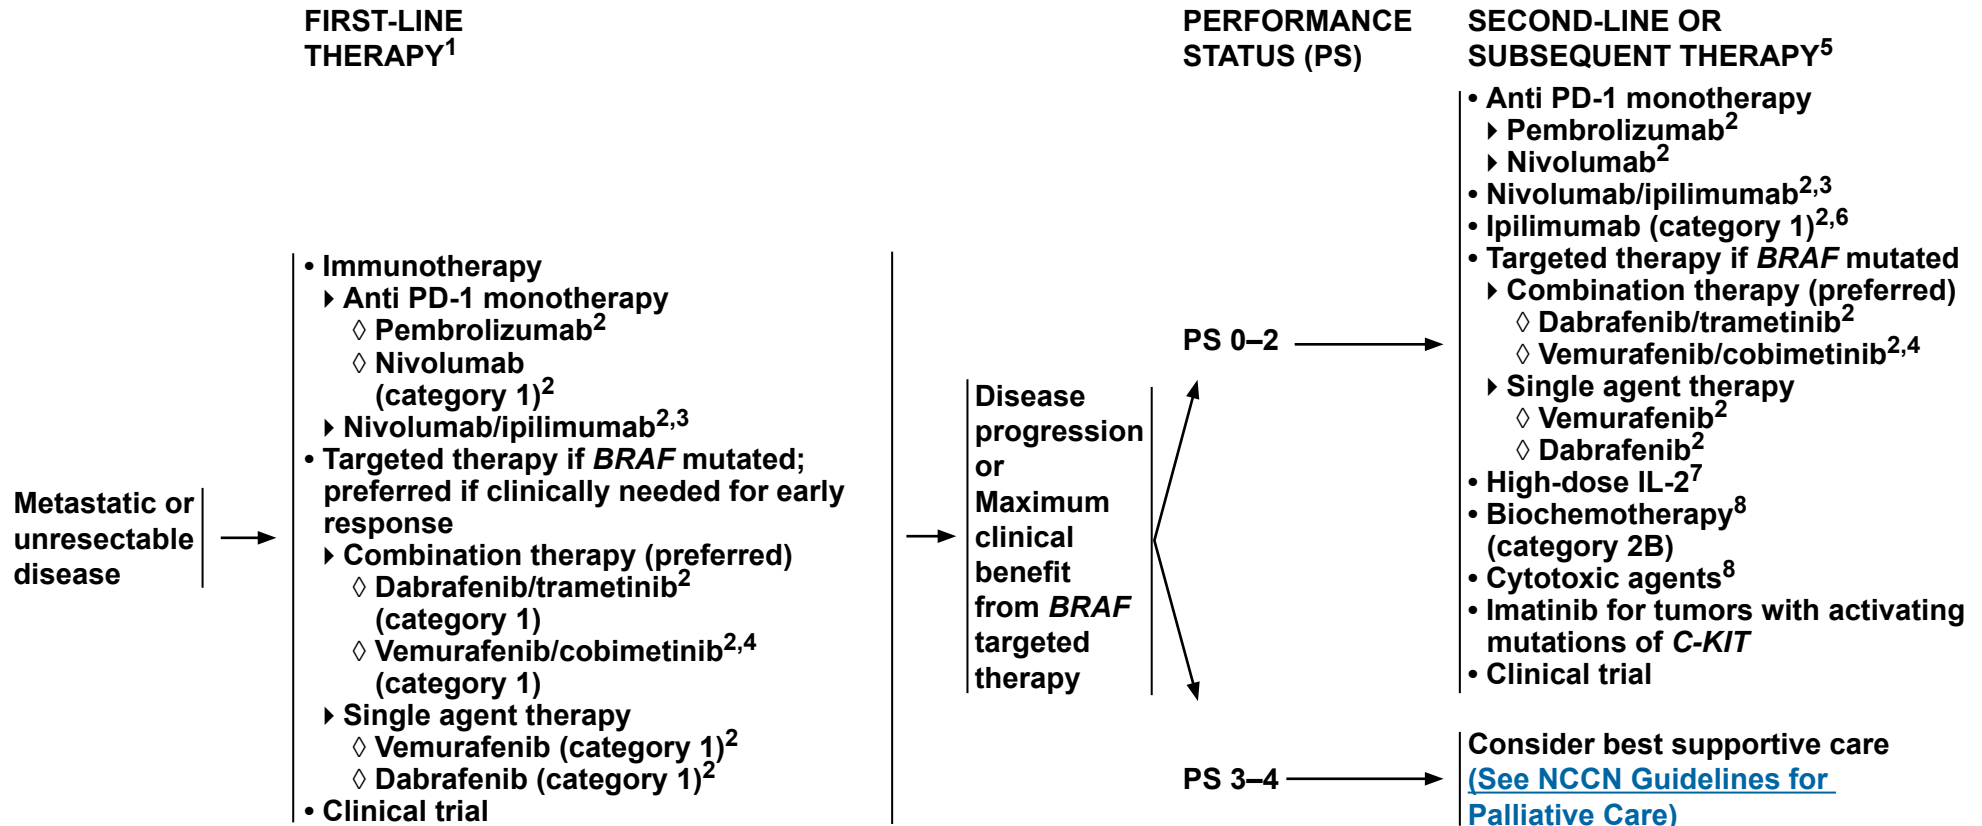 FIRST-LINE
THERAPY1
Metastatic or
unresectable
disease
• Immunotherapy
▸ Anti PD-1 monotherapy
◊ Pembrolizumab2
◊ Nivolumab
(category 1)2
▸ Nivolumab/ipilimumab2,3
• Targeted therapy if BRAF mutated;
preferred if clinically needed for early
response
▸ Combination therapy (preferred)
◊ Dabrafenib/trametinib2
(category 1)
◊ Vemurafenib/cobimetinib2,4
(category 1)
▸ Single agent therapy
◊ Vemurafenib (category 1)2
◊ Dabrafenib (category 1)2
• Clinical trial
Disease
progression
or
Maximum
clinical
benefit
from BRAF
targeted
therapy
PERFORMANCE
STATUS (PS)
PS 0–2
PS 3–4
SECOND-LINE OR
SUBSEQUENT THERAPY5
• Anti PD-1 monotherapy
▸ Pembrolizumab2
▸ Nivolumab2
• Nivolumab/ipilimumab2,3
• Ipilimumab (category 1)2,6
• Targeted therapy if BRAF mutated
▸ Combination therapy (preferred)
◊ Dabrafenib/trametinib2
◊ Vemurafenib/cobimetinib2,4
▸ Single agent therapy
◊ Vemurafenib2
◊ Dabrafenib2
• High-dose IL-27
• Biochemotherapy8
(category 2B)
• Cytotoxic agents8
• Imatinib for tumors with activating
mutations of C-KIT
• Clinical trial
Consider best supportive care
(See NCCN Guidelines for
Palliative Care)